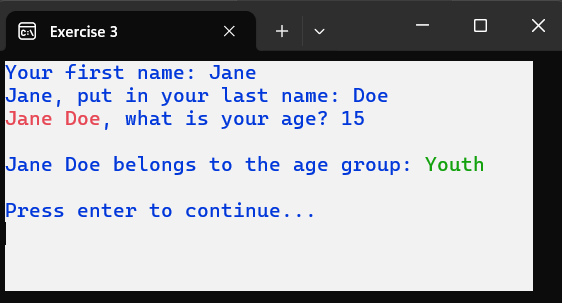 Exercise 3
Your first name: Jane
Jane, put in your last name: Doe
Jane Doe, what is your age? 15
Jane Doe belongs to the age group: Youth
Press enter to continue...